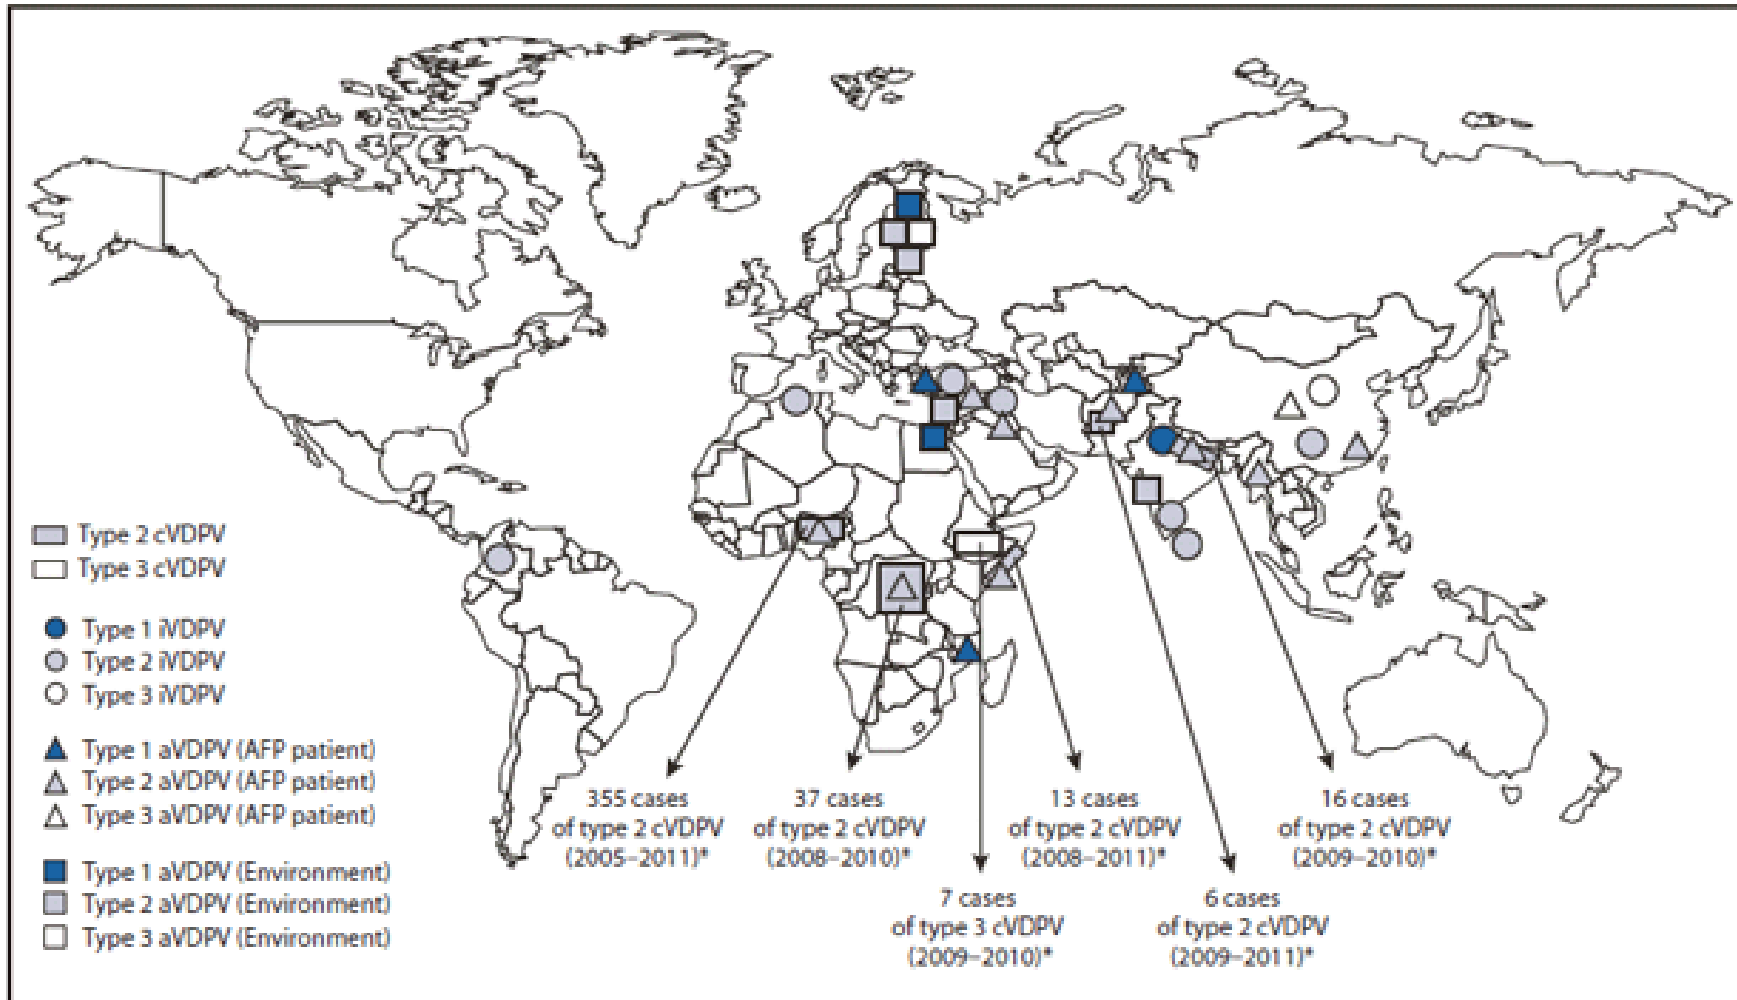 Type 2 cVDPV
Type 3 cVDPV
Type 1 iVDPV
Type 2 iVDPV
Type 3 iVDPV
Type 1 aVDPV (AFP patient)
Type 2 aVDPV (AFP patient)
Type 3 aVDPV (AFP patient)
Type 1 aVDPV (Environment)
Type 2 aVDPV (Environment)
Type 3 aVDPV (Environment)
355 cases
of type 2 cVDPV
(2005–2011)*
37 cases
of type 2 cVDPV
(2008–2010)*
7 cases
of type 3 cVDPV
(2009–2010)*
13 cases
of type 2 cVDPV
(2008–2011)*
6 cases
of type 2 cVDPV
(2009–2011)*
16 cases
of type 2 cVDPV
(2009–2010)*